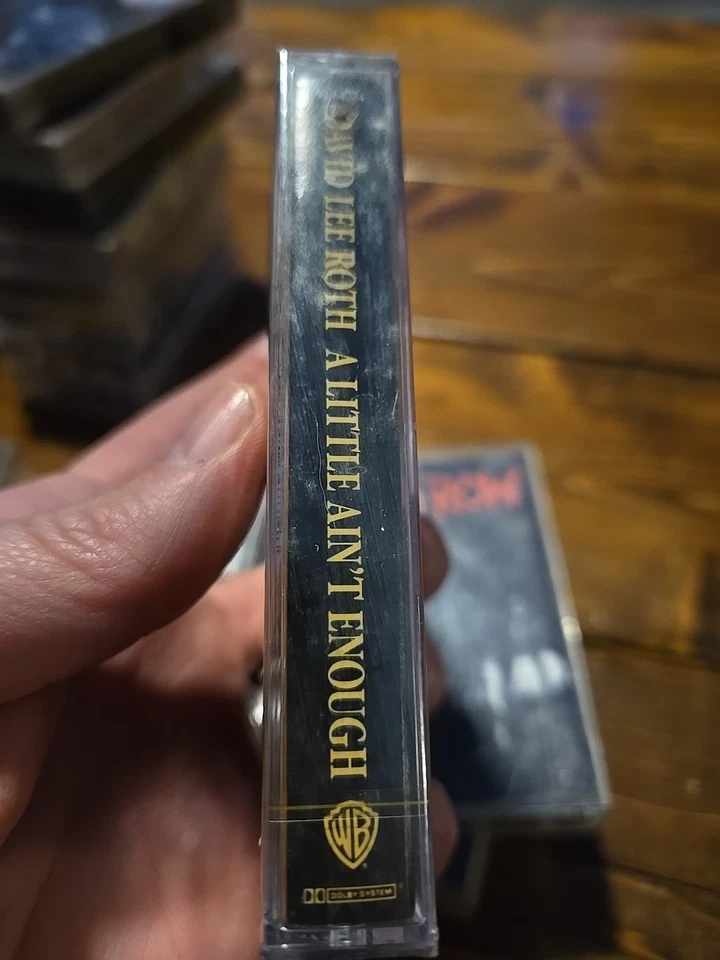 DAVID LEE ROTH A LITTLE AIN'T ENOUGH
WB
DOLBY SYSTEM